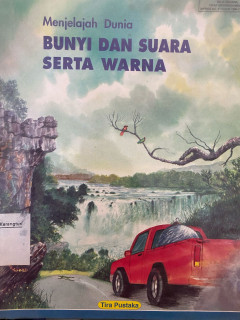 Menjelajah Dunia
BUNYI DAN SUARA
SERTA WARNA
Tira Pustaka